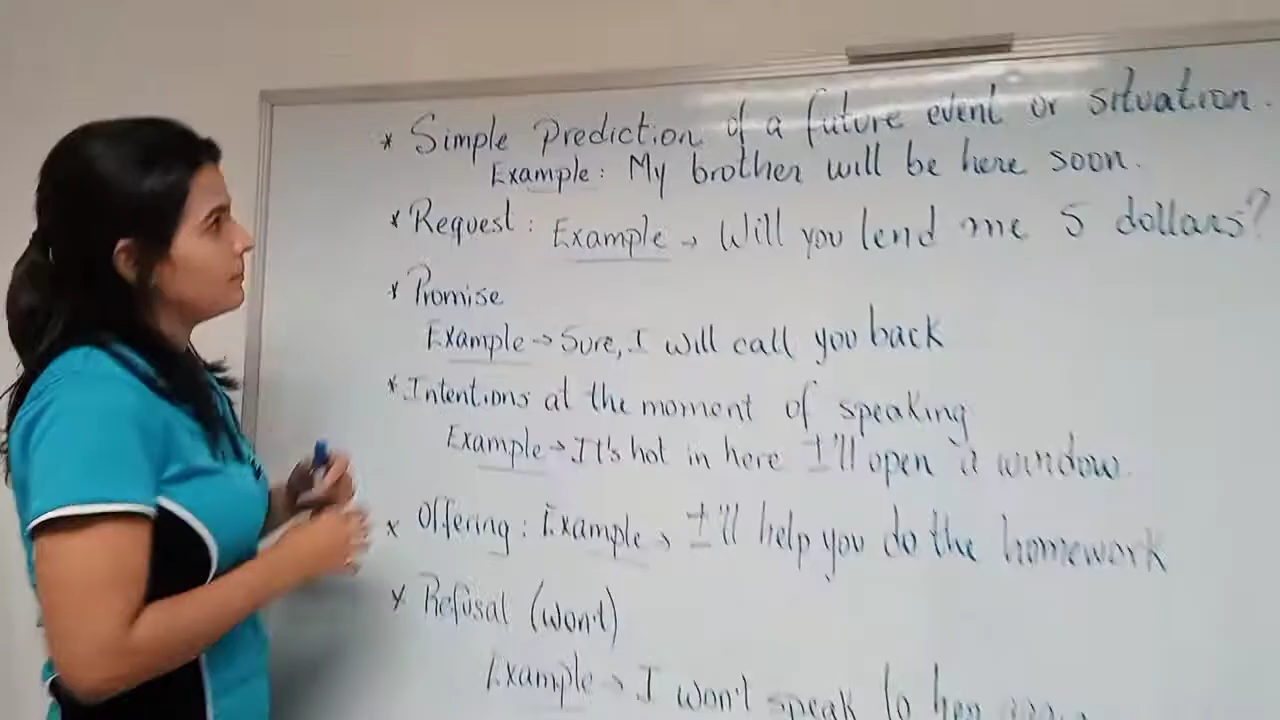 * Simple Prediction of a future event or situation.
Example: My brother will be here soon.
* Request: Example → Will you lend me 5 dollars?
* Promise
Example → Sure, I will call you back
* Intentions at the moment of speaking
Example → It's hot in here I'll open a window.
* Offering: Example → I'll help you do the homework
* Refusal (won't)
Example → I won't speak to her